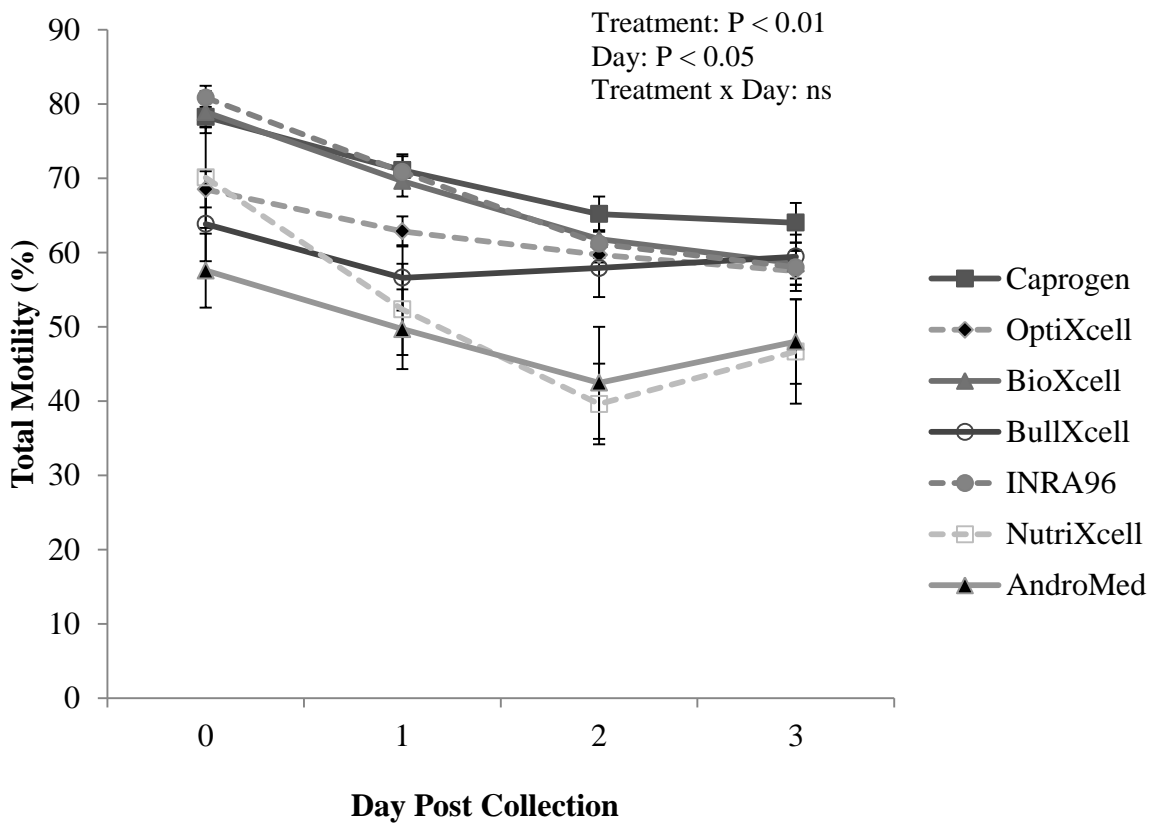 Treatment: P < 0.01
Day: P < 0.05
Treatment x Day: ns
90
80
70
60
50
40
30
20
10
0
Total Motility (%)
0 1 2 3
Day Post Collection
Caprogen
OptiXcell
BioXcell
BullXcell
INRA96
NutriXcell
AndroMed